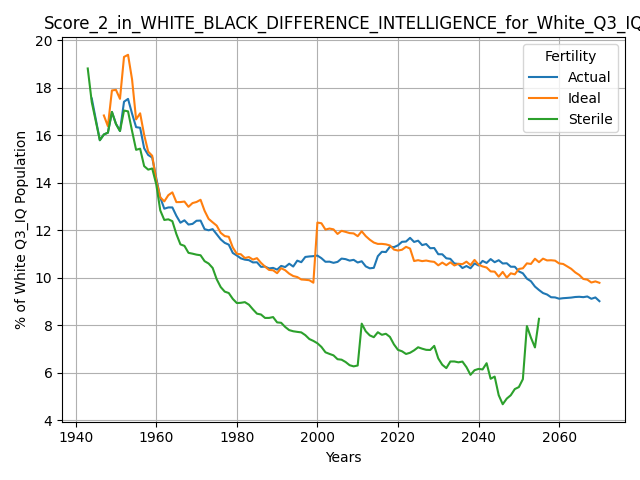 Score_2_in_WHITE_BLACK_DIFFERENCE_INTELLIGENCE_for_White_Q3_IQ
Fertility
Actual
Ideal
Sterile
% of White Q3_IQ Population
20
18
16
14
12
10
8
6
4
1940 1960 1980 2000 2020 2040 2060
Years